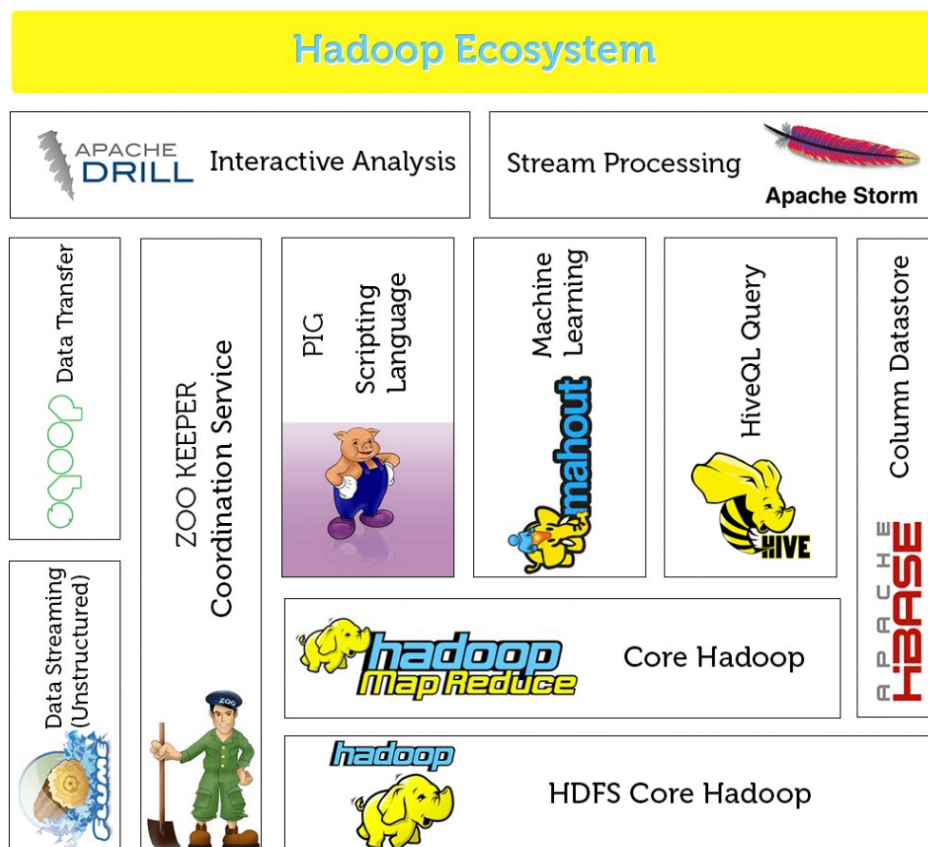 Hadoop Ecosystem
APACHE
DRILL
Interactive Analysis
Stream Processing
Apache Storm
Data Transfer
sqoop
Data Streaming
(Unstructured)
FLUME
ZOO KEEPER
Coordination Service
ZOO
PIG
Scripting
Language
Machine
Learning
mahout
HiveQL Query
HIVE
Column Datastore
APACHE
HBASE
hadoop
Map Reduce
Core Hadoop
hadoop
HDFS Core Hadoop